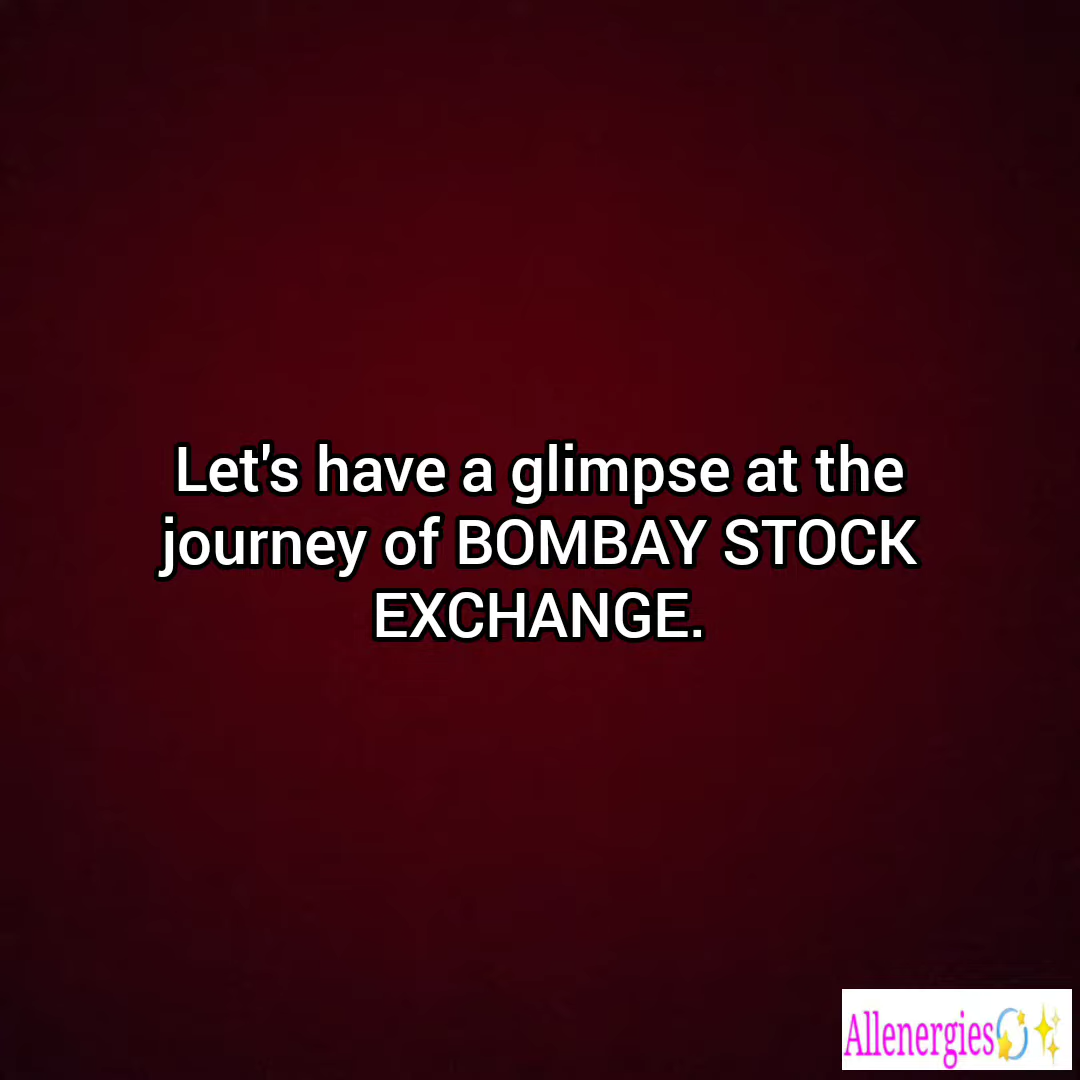 Let's have a glimpse at the
journey of BOMBAY STOCK
EXCHANGE.
Allenergies